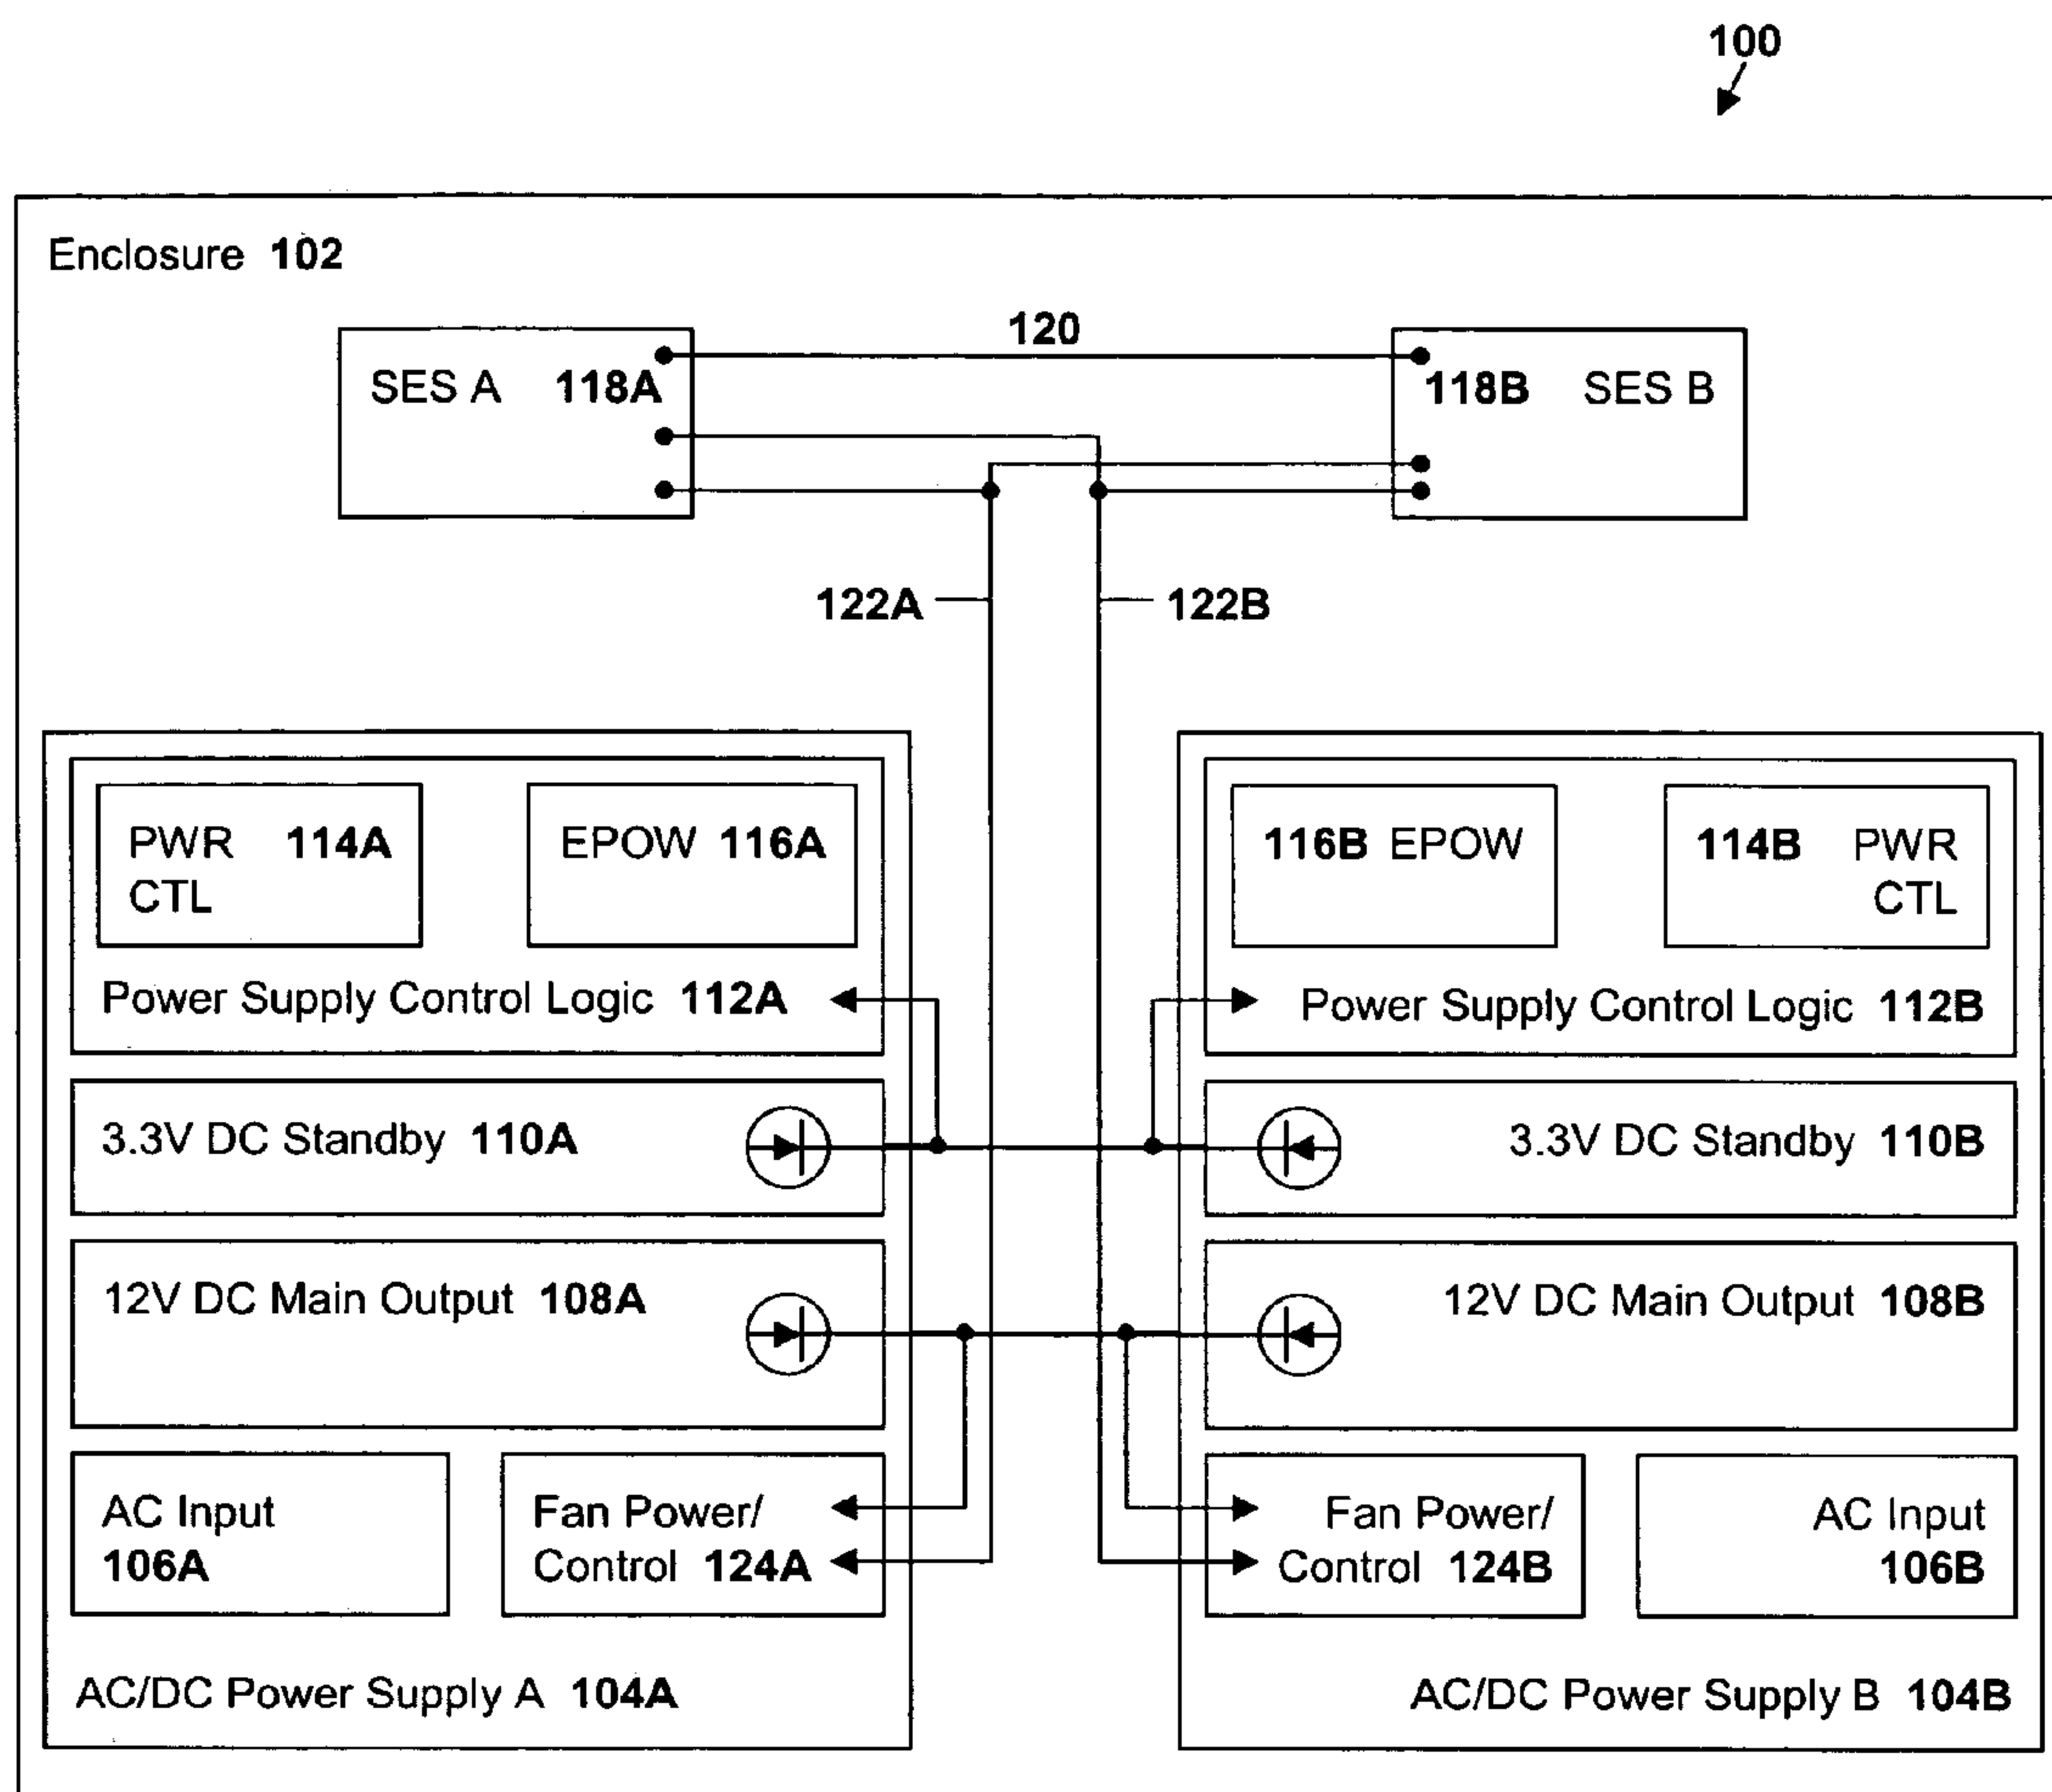 100
Enclosure 102
120
SES A 118A
118B SES B
122A
122B
PWR 114A
CTL
EPOW 116A
Power Supply Control Logic 112A
3.3V DC Standby 110A
12V DC Main Output 108A
AC Input
106A
Fan Power/
Control 124A
AC/DC Power Supply A 104A
116B EPOW
114B PWR
CTL
Power Supply Control Logic 112B
3.3V DC Standby 110B
12V DC Main Output 108B
Fan Power/
Control 124B
AC Input
106B
AC/DC Power Supply B 104B